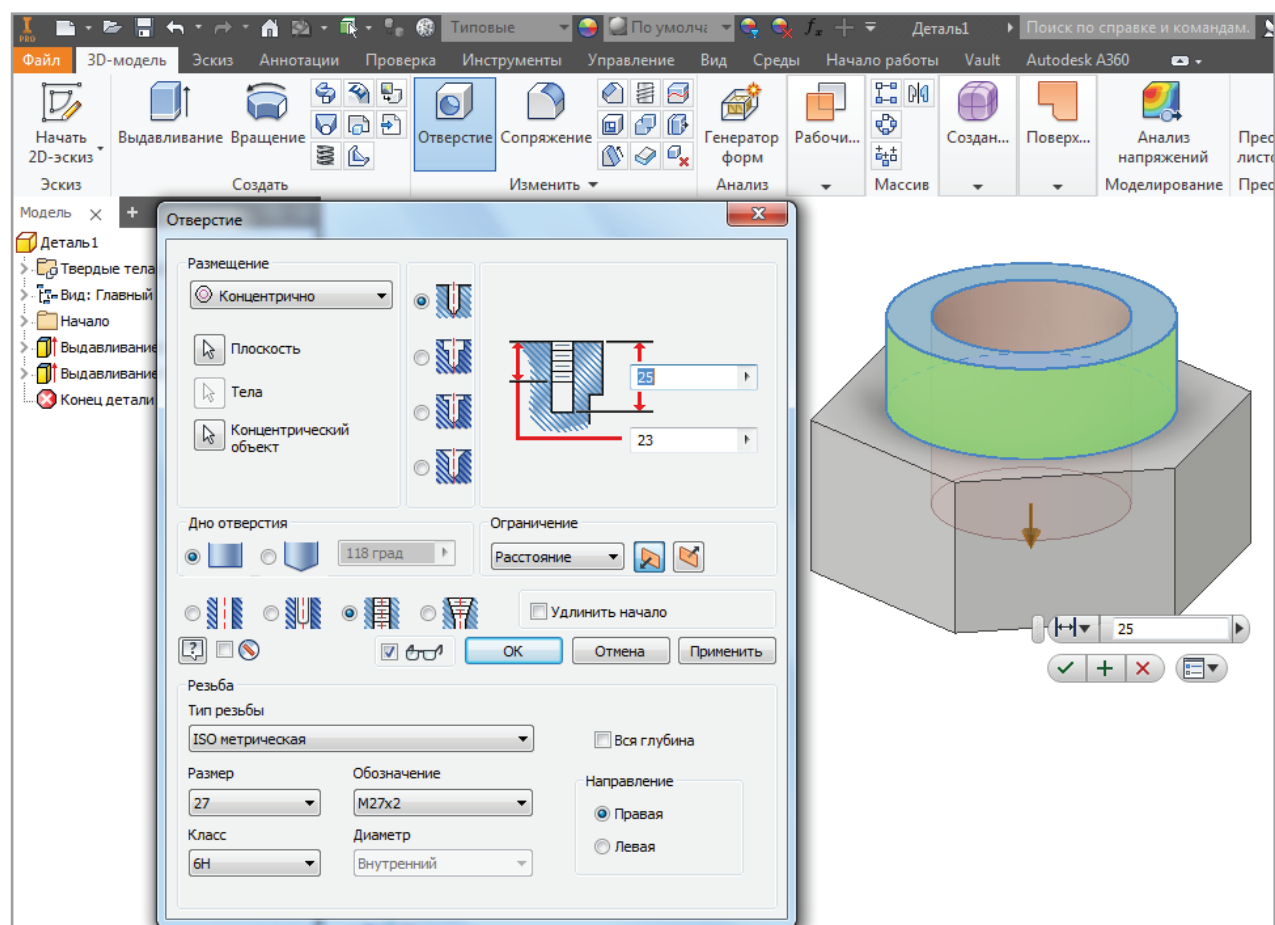 I PRO Типовые По умолча fx Деталь1 Поиск по справке и командам.
Файл 3D-модель Эскиз Аннотации Проверка Инструменты Управление Вид Среды Начало работы Vault Autodesk A360
Начать 2D-эскиз
Выдавливание Вращение
Отверстие Сопряжение
Генератор форм
Рабочи...
Создан...
Поверх...
Анализ напряжений
Эскиз Создать Изменить Анализ Массив Моделирование
Модель × +
Деталь1
Твердые тела
Вид: Главный
Начало
Выдавливание
Выдавливание
Конец детали
Отверстие
Размещение
Концентрично
Плоскость
Тела
Концентрический
объект
25
23
Дно отверстия
118 град
Ограничение
Расстояние
Удлинить начало
?
OK Отмена Применить
Резьба
Тип резьбы
ISO метрическая
Вся глубина
Размер Обозначение
27 M27x2
Класс Диаметр
6H Внутренний
Направление
Правая
Левая
25